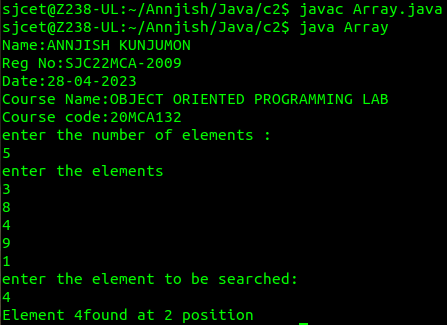 sjcet@Z238-UL:~/Annjish/Java/c2$ javac Array.java
sjcet@Z238-UL:~/Annjish/Java/c2$ java Array
Name:ANNJISH KUNJUMON
Reg No:SJC22MCA-2009
Date:28-04-2023
Course Name:OBJECT ORIENTED PROGRAMMING LAB
Course code:20MCA132
enter the number of elements :
5
enter the elements
3
8
4
9
1
enter the element to be searched:
4
Element 4found at 2 position